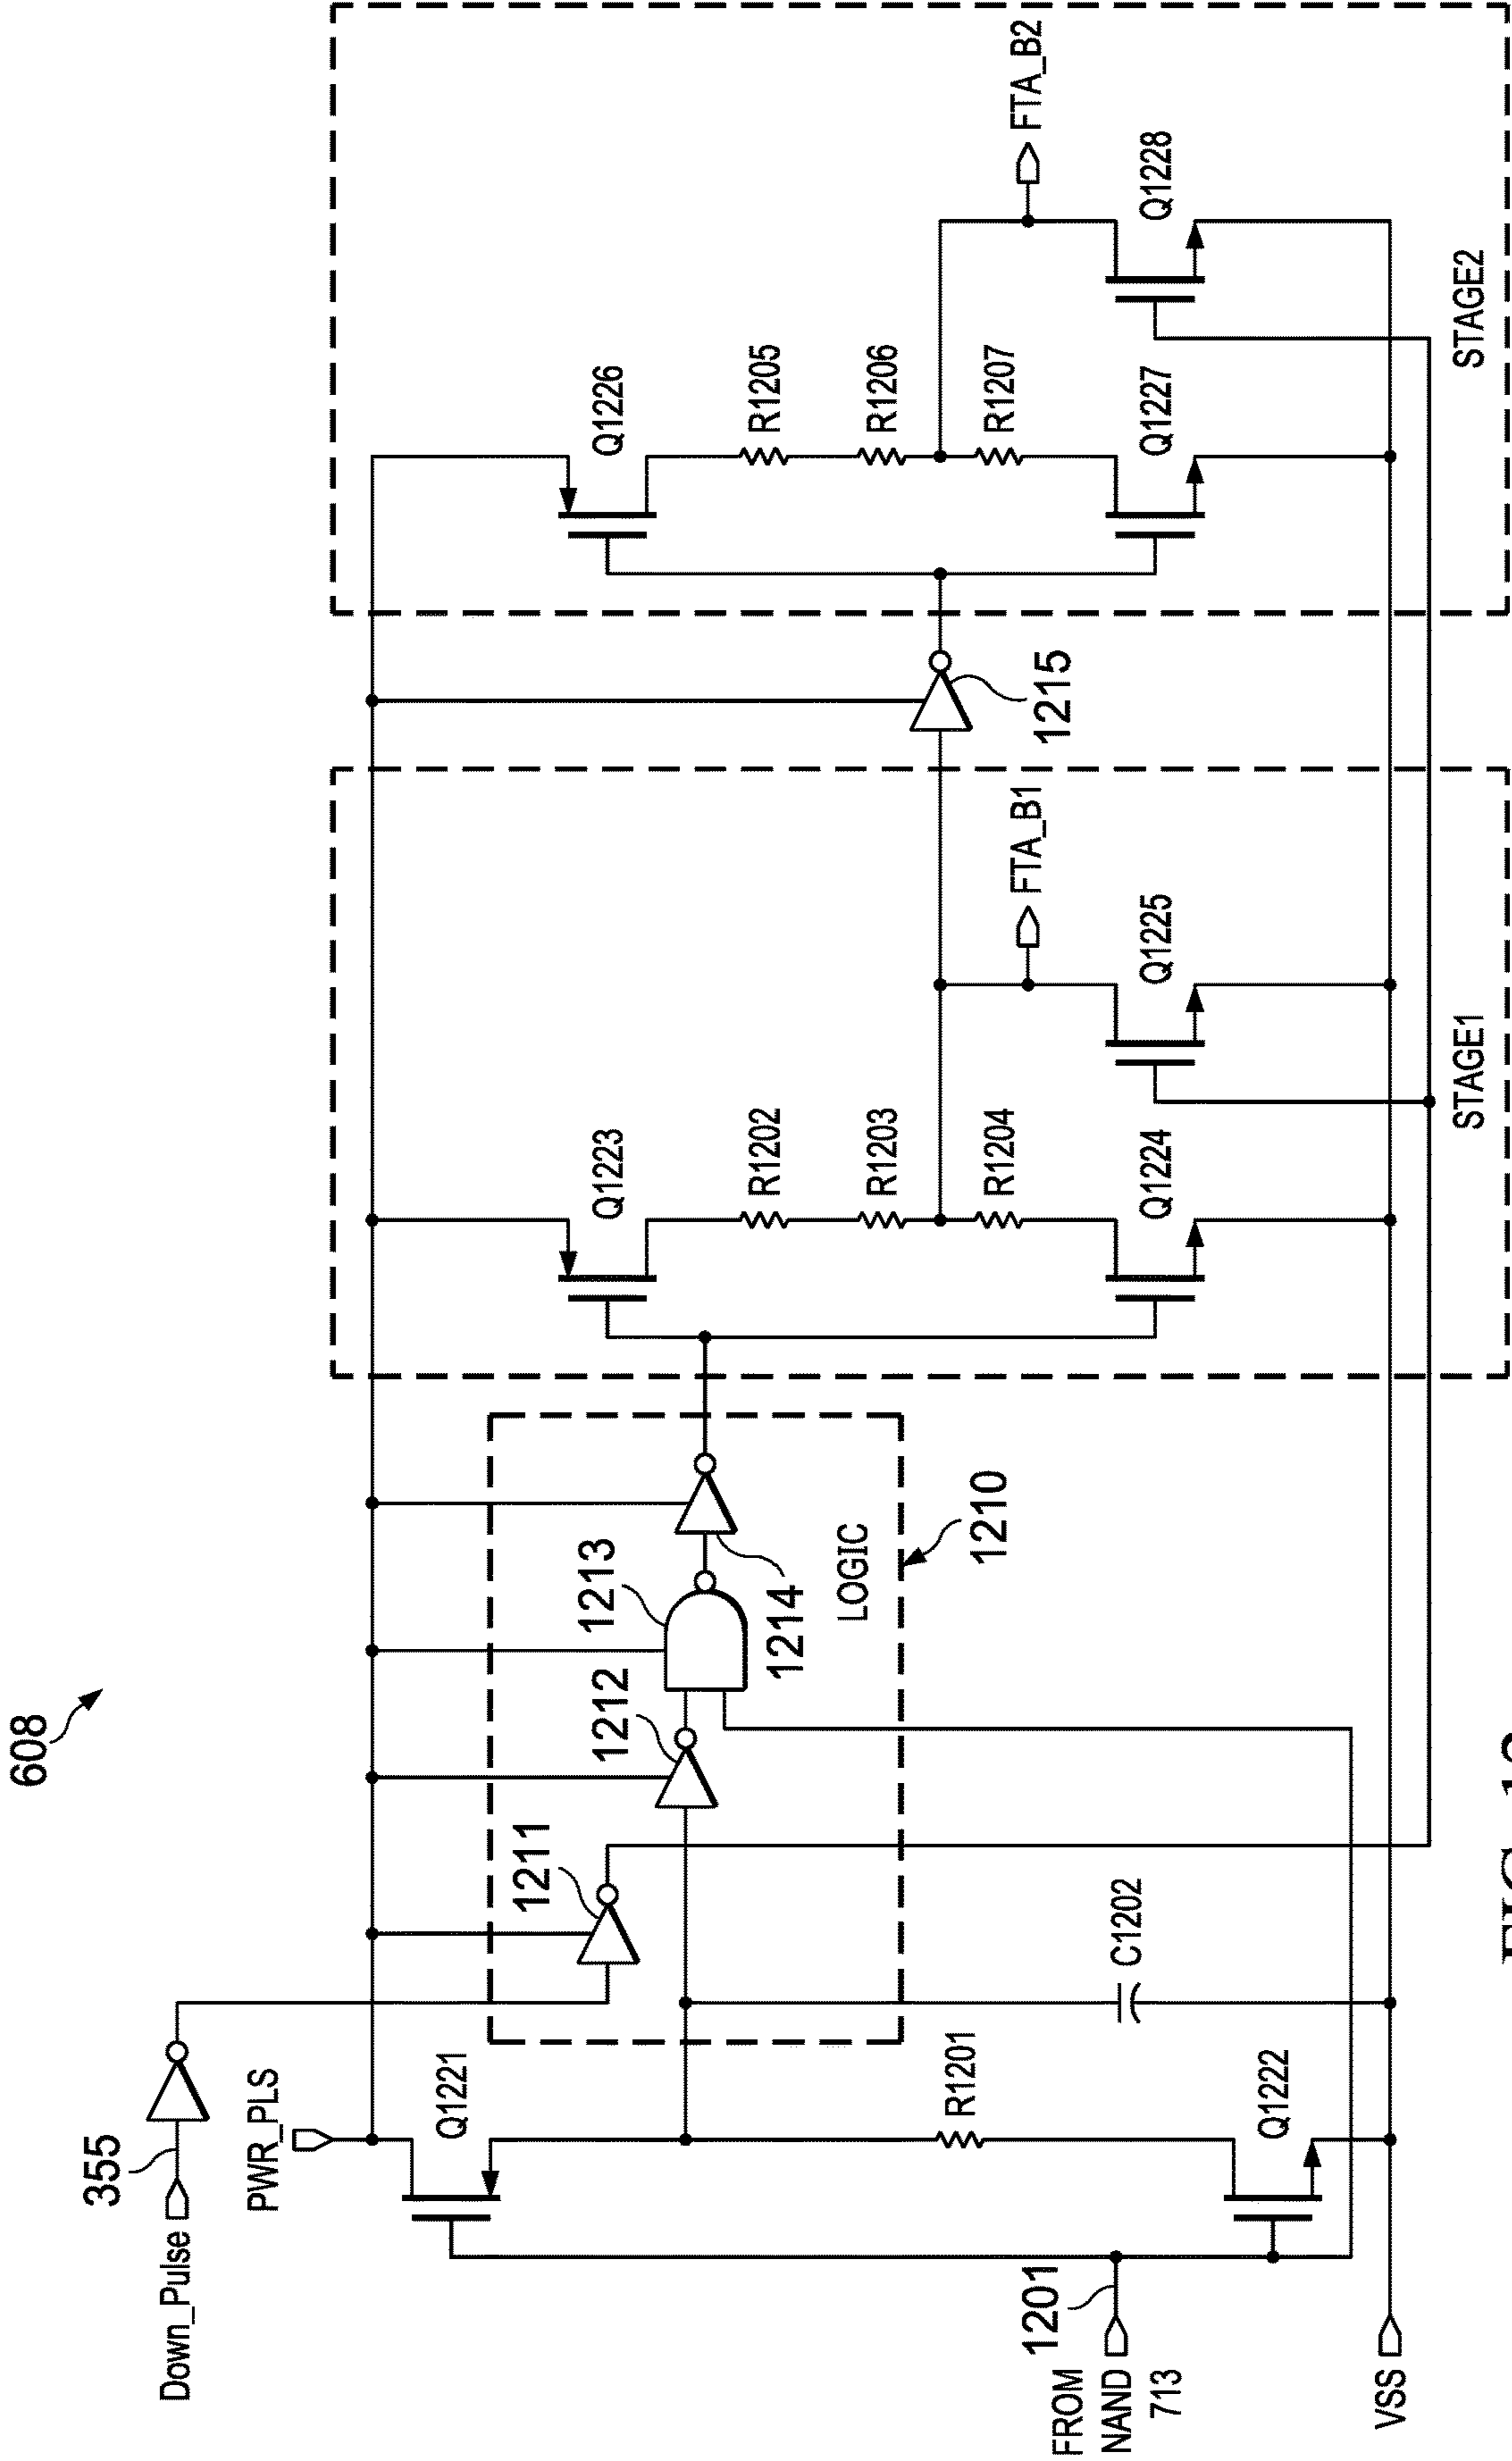 608
355
Down_Pulse
PWR_PLS
Q1221
R1201
Q1222
1201
FROM
NAND
713
VSS
C1202
1211
1212
1213
1214
LOGIC
1210
Q1223
R1202
R1203
R1204
Q1224
FTA_B1
Q1225
STAGE1
1215
Q1226
R1205
R1206
R1207
Q1227
FTA_B2
Q1228
STAGE2